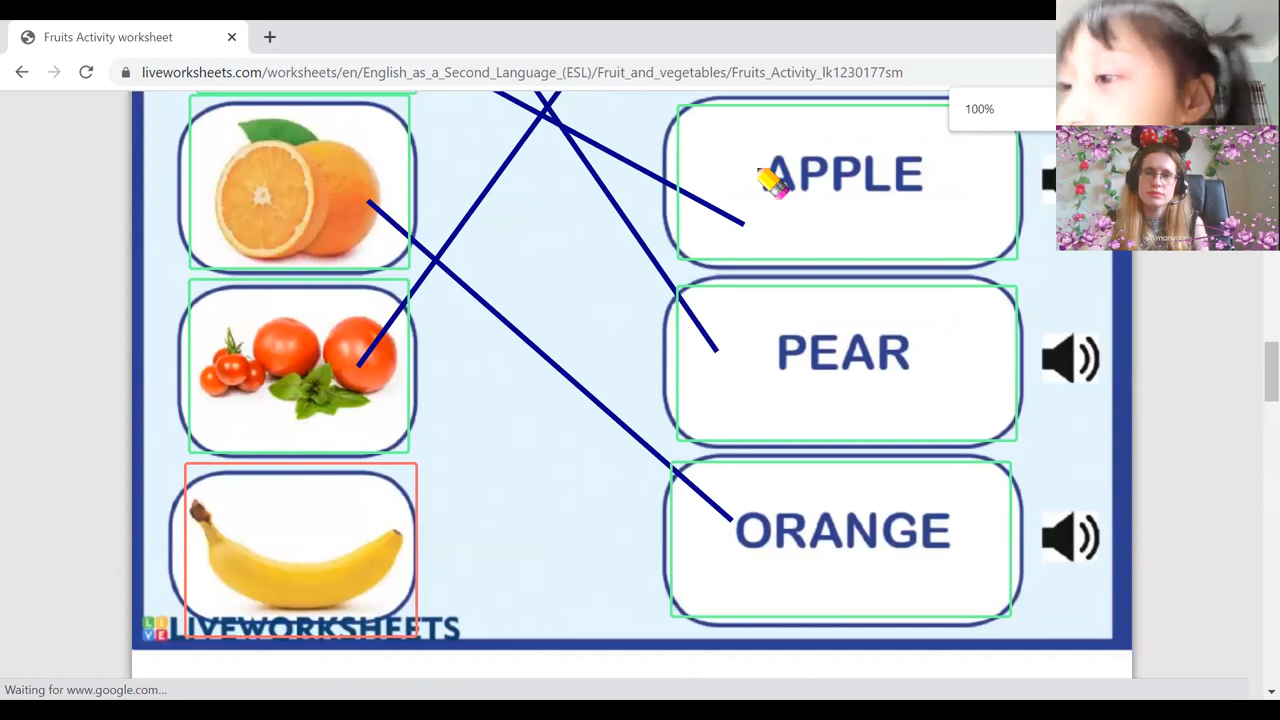 Fruits Activity worksheet
liveworksheets.com/worksheets/en/English_as_a_Second_Language_(ESL)/Fruit_and_vegetables/Fruits_Activity_lk1230177sm
100%
APPLE
PEAR
ORANGE
LIVE
LIVEWORKSHEETS
Waiting for www.google.com...